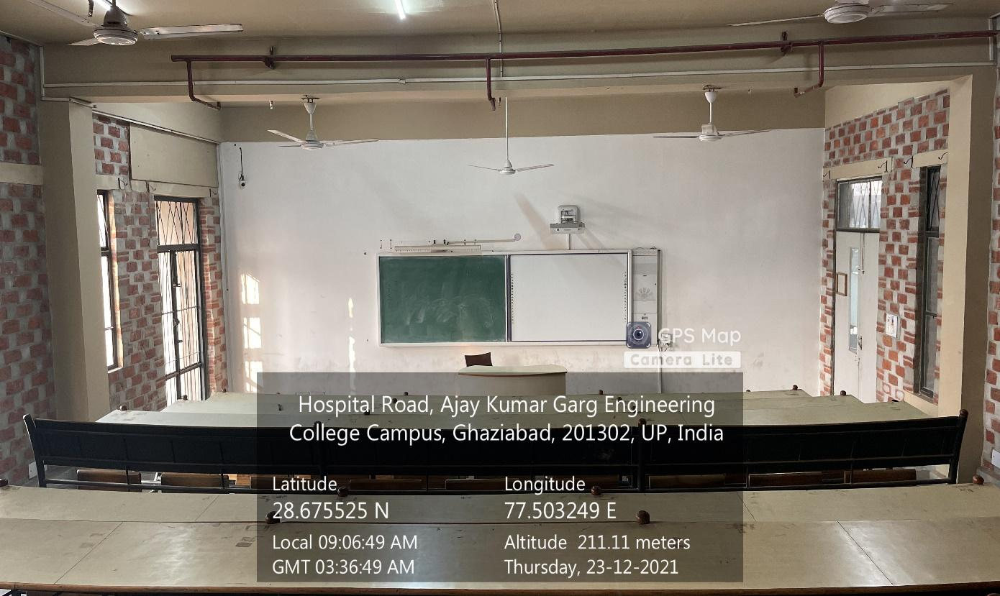 GPS Map
Camera Lite
Hospital Road, Ajay Kumar Garg Engineering
College Campus, Ghaziabad, 201302, UP, India
Latitude
Longitude
28.675525 N
77.503249 E
Local 09:06:49 AM
Altitude 211.11 meters
GMT 03:36:49 AM
Thursday, 23-12-2021